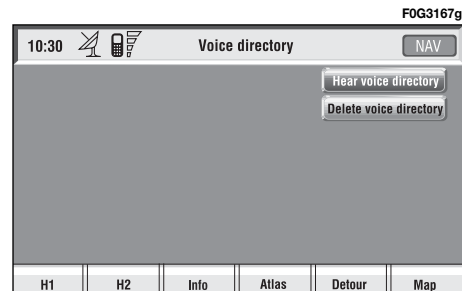 F0G3167g
10:30 Voice directory NAV
Hear voice directory
Delete voice directory
H1 H2 Info Atlas Detour Map